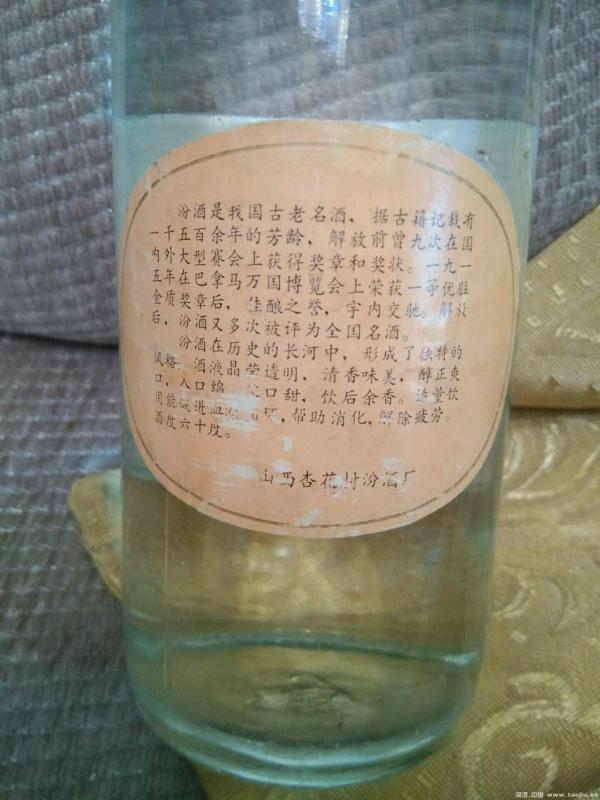 汾酒是我国古老名酒，据古籍记载有
一千五百余年的芳龄，解放前曾九次在国
内外大型赛会上获得奖章和奖状。一九一
五年在巴拿马万国博览会上荣获一等优胜
金质奖章后，佳酿之誉，宇内交驰。解放
后，汾酒又多次被评为全国名酒。
汾酒在历史的长河中，形成了独特的
风格，酒液晶莹透明，清香味美，醇正爽
口，入口绵，口甜，饮后余香。适量饮
用能促进血液循环，帮助消化，解除疲劳。
酒度六十度。
山西杏花村汾酒厂
酒 中国 www.taojiu.cc